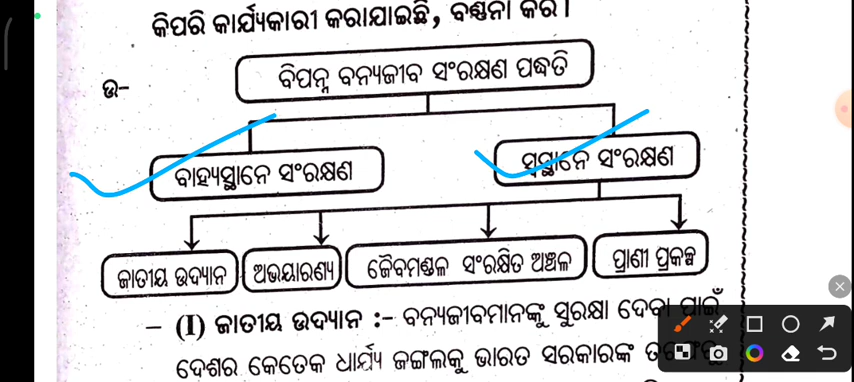 କିପରି କାର୍ଯ୍ୟକାରୀ କରାଯାଇଛି, ବର୍ଣ୍ଣନା କର।
ଉ-
ବିପନ୍ନ ବନ୍ୟଜୀବ ସଂରକ୍ଷଣ ପଦ୍ଧତି
ବାହ୍ୟସ୍ଥାନେ ସଂରକ୍ଷଣ
ସ୍ୱସ୍ଥାନେ ସଂରକ୍ଷଣ
ଜାତୀୟ ଉଦ୍ୟାନ
ଅଭୟାରଣ୍ୟ
ଜୈବମଣ୍ଡଳ ସଂରକ୍ଷିତ ଅଞ୍ଚଳ
ପ୍ରାଣୀ ପ୍ରକଳ୍ପ
– (I) ଜାତୀୟ ଉଦ୍ୟାନ :- ବନ୍ୟଜୀବମାନଙ୍କୁ ସୁରକ୍ଷା ଦେବା ପାଇଁ
ଦେଶର କେତେକ ଧାର୍ଯ୍ୟ ଜଙ୍ଗଲକୁ ଭାରତ ସରକାରଙ୍କ